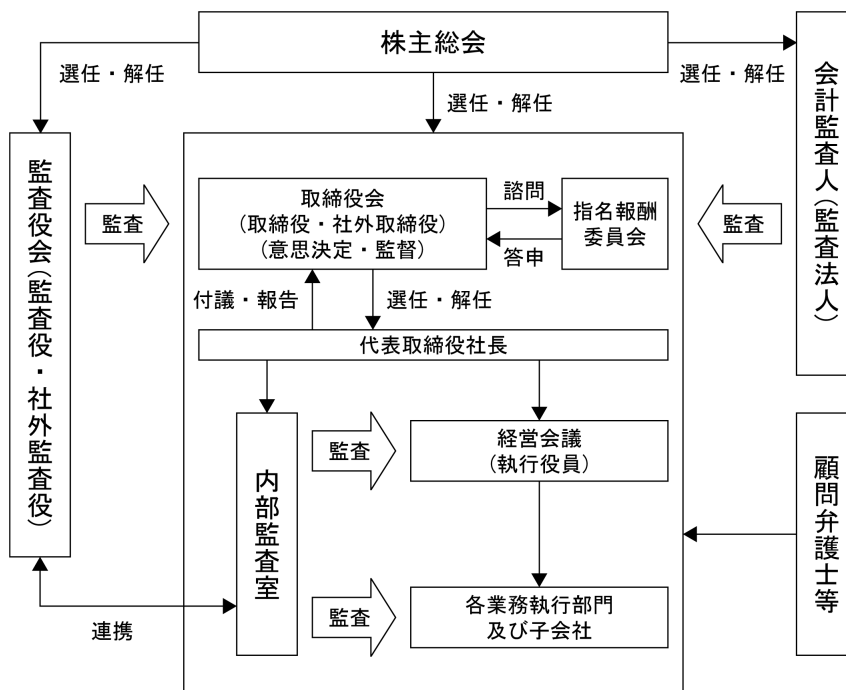 株主総会
選任・解任
選任・解任
選任・解任
監査役会（監査役・社外監査役）
監査
取締役会
（取締役・社外取締役）
（意思決定・監督）
諮問
答申
指名報酬
委員会
監査
会計監査人（監査法人）
付議・報告
選任・解任
代表取締役社長
内部監査室
監査
経営会議
（執行役員）
顧問弁護士等
監査
各業務執行部門
及び子会社
連携